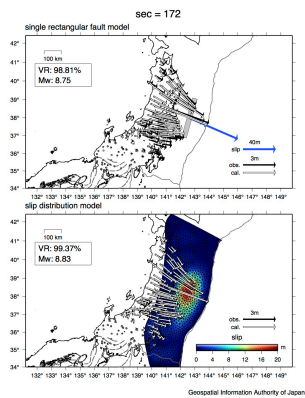 sec = 172
single rectangular fault model
42°
100 km
VR: 98.81%
Mw: 8.75
41°
40°
39°
38°
37°
36°
35°
34°
40m
slip
3m
obs.
cal.
132° 133° 134° 135° 136° 137° 138° 139° 140° 141° 142° 143° 144° 145° 146° 147° 148° 149°
slip distribution model
42°
100 km
VR: 99.37%
Mw: 8.83
41°
40°
39°
38°
37°
36°
35°
34°
3m
obs.
cal.
slip
m
0 5 10 15 20
132° 133° 134° 135° 136° 137° 138° 139° 140° 141° 142° 143° 144° 145° 146° 147° 148° 149°
Geospatial Information Authority of Japan